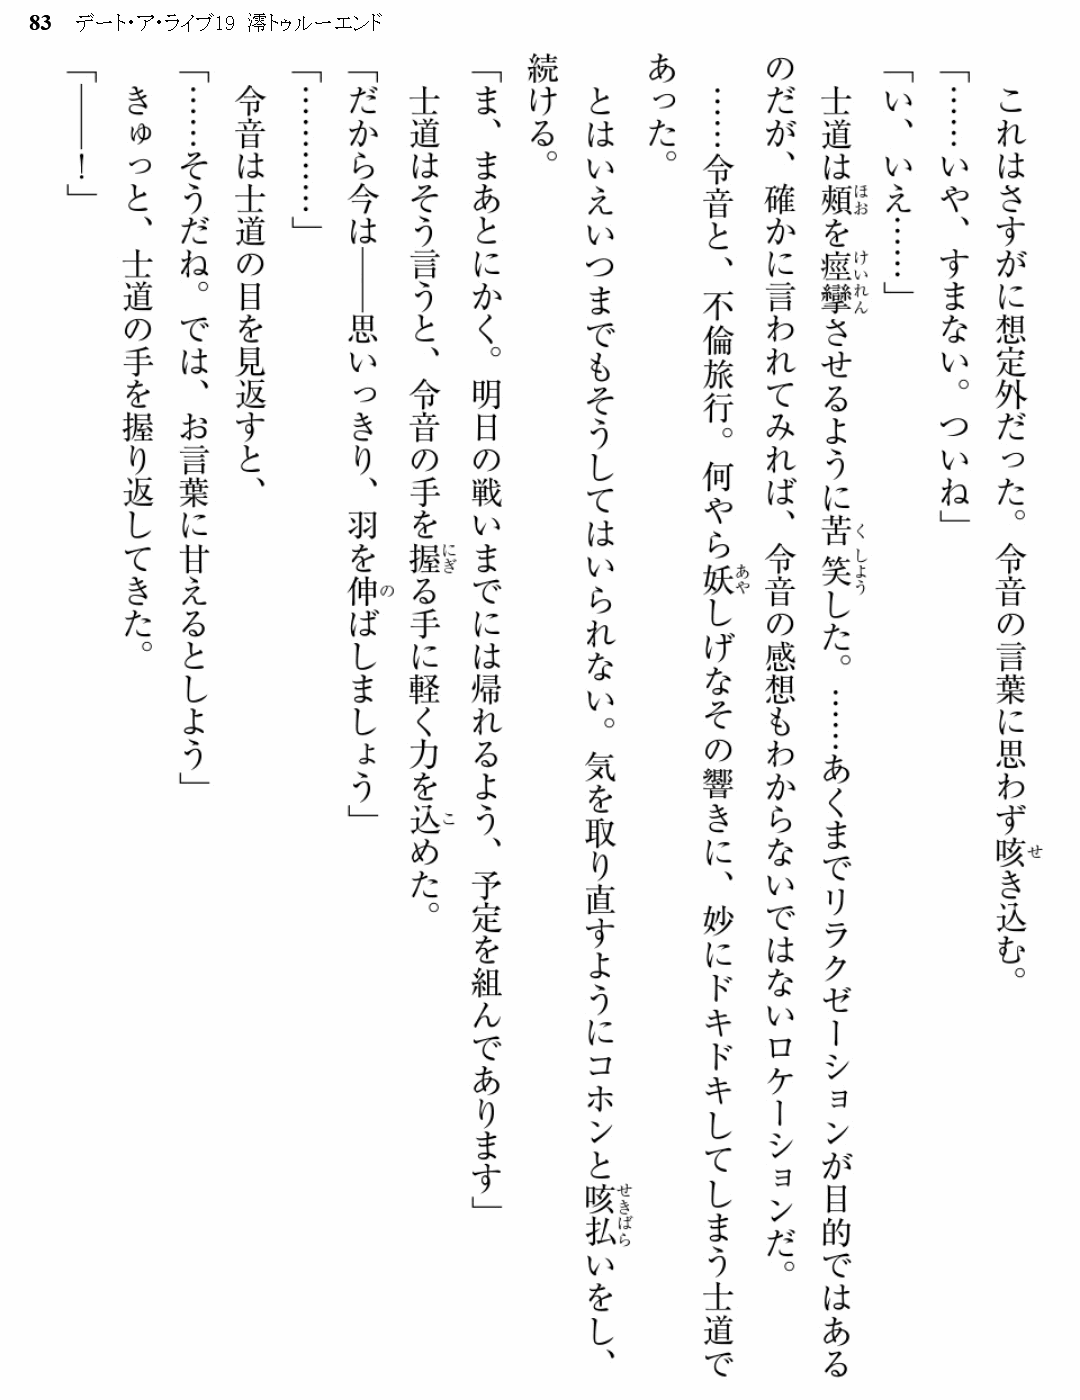 83 デート・ア・ライブ19 澪トゥルーエンド
これはさすがに想定外だった。令音の言葉に思わず咳き込む。
「……いや、すまない。ついね」
「い、いえ……」
士道は頬を痙攣させるように苦笑した。……あくまでリラクゼーションが目的ではある
のだが、確かに言われてみれば、令音の感想もわからないではないロケーションだ。
……令音と、不倫旅行。何やら妖しげなその響きに、妙にドキドキしてしまう士道で
あった。
とはいえいつまでもそうしてはいられない。気を取り直すようにコホンと咳払いをし、
続ける。
「ま、まあとにかく。明日の戦いまでには帰れるよう、予定を組んであります」
士道はそう言うと、令音の手を握る手に軽く力を込めた。
「だから今は――思いっきり、羽を伸ばしましょう」
「…………」
令音は士道の目を見返すと、
「……そうだね。では、お言葉に甘えるとしよう」
きゅっと、士道の手を握り返してきた。
「――！」